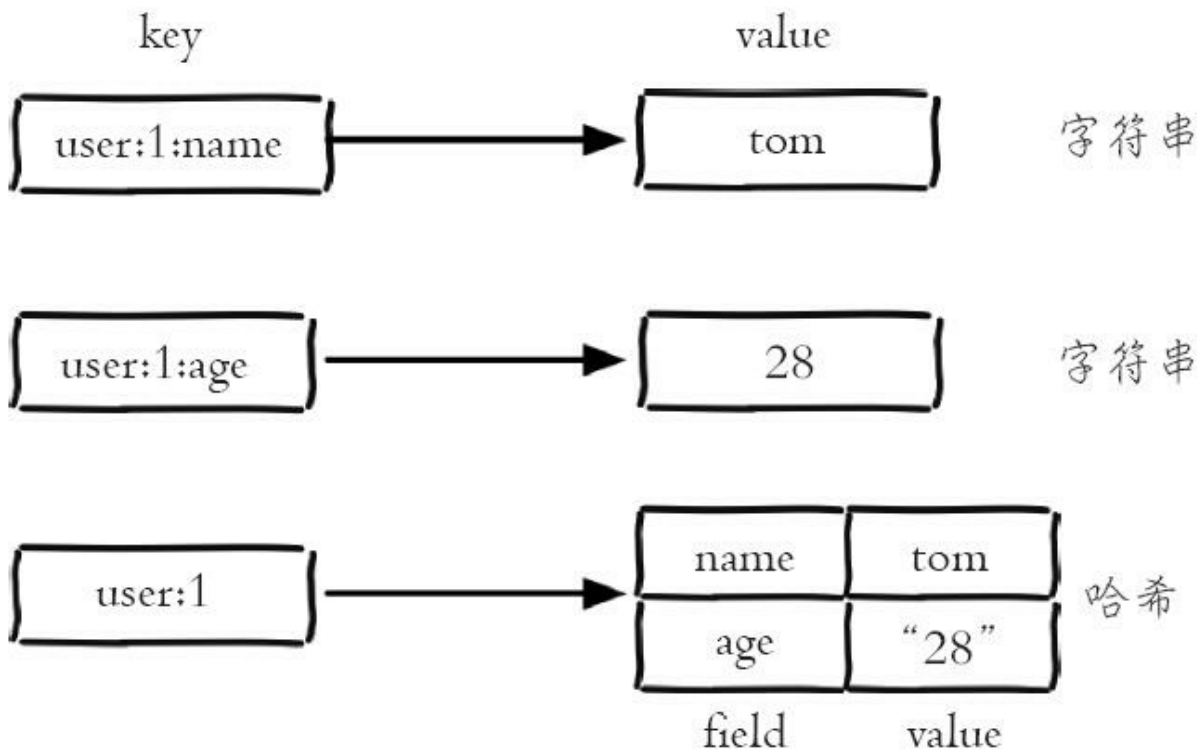 key value
user:1:name tom 字符串
user:1:age 28 字符串
name tom
user:1 哈希
age “28”
field value